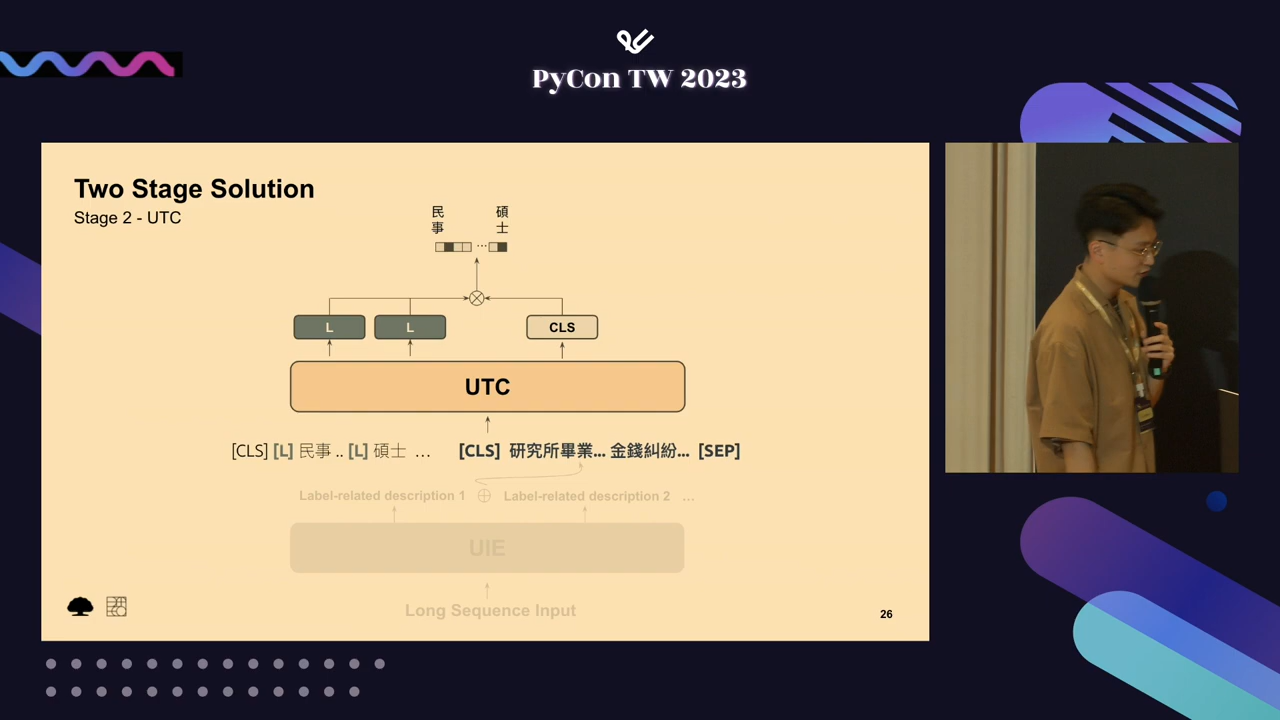 PyCon TW 2023
Two Stage Solution
Stage 2 - UTC
民事
碩士
...
L
L
CLS
UTC
[CLS] [L] 民事 .. [L] 碩士 … [CLS] 研究所畢業... 金錢糾紛... [SEP]
Label-related description 1 ⊕ Label-related description 2 ...
UIE
Long Sequence Input
26